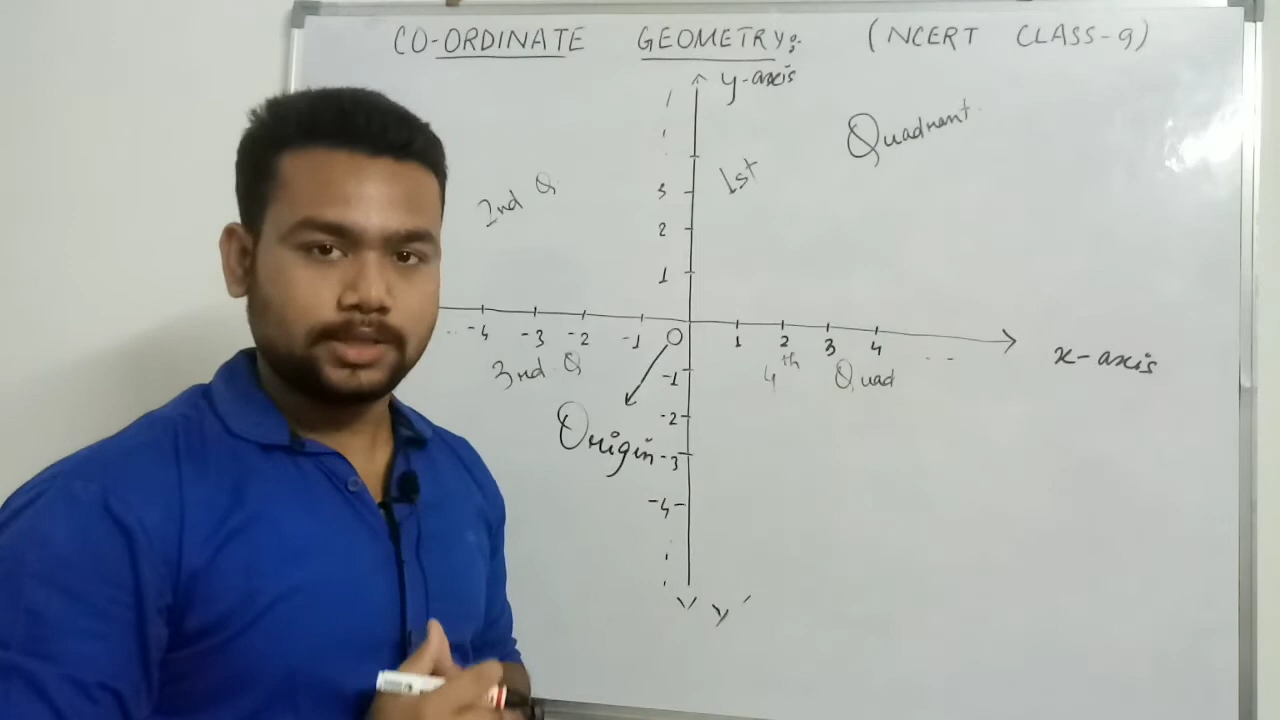 CO-ORDINATE GEOMETRY: (NCERT CLASS-9)
y-axis
Quadrant
1st
2nd Q
3
2
1
-4 -3 -2 -1 O 1 2 3 4
x-axis
3rd Q
4th Quad
-1
-2
Origin
-3
-4
y'